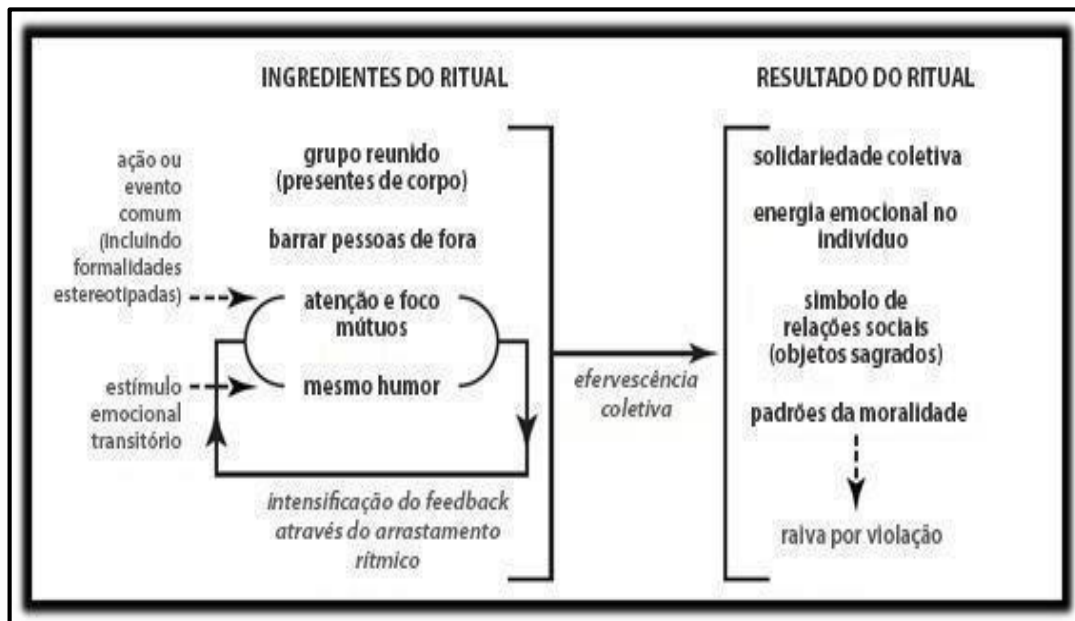 INGREDIENTES DO RITUAL
ação ou
evento
comum
(incluindo
formalidades
estereotipadas)
estímulo
emocional
transitório
grupo reunido
(presentes de corpo)
barrar pessoas de fora
atenção e foco
mútuos
mesmo humor
intensificação do feedback
através do arrastamento
rítmico
efervescência
coletiva
RESULTADO DO RITUAL
solidariedade coletiva
energia emocional no
indivíduo
símbolo de
relações sociais
(objetos sagrados)
padrões da moralidade
raiva por violação